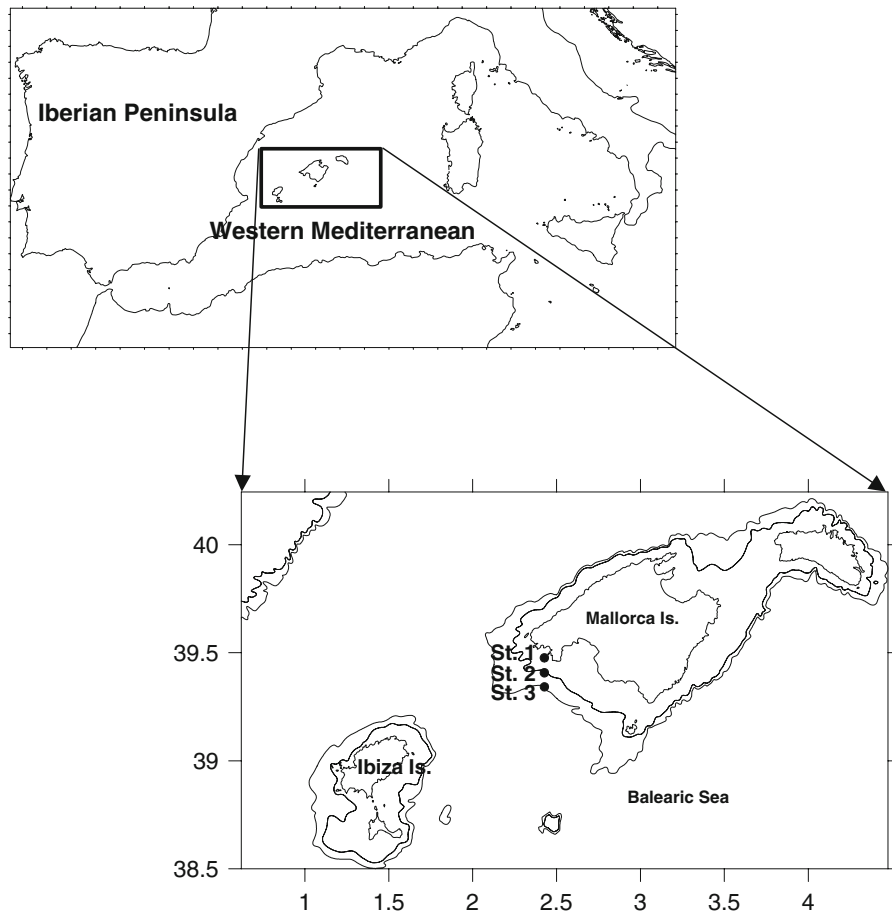 Iberian Peninsula
Western Mediterranean
40
39.5
39
38.5
Mallorca Is.
St. 1
St. 2
St. 3
Ibiza Is.
Balearic Sea
1 1.5 2 2.5 3 3.5 4